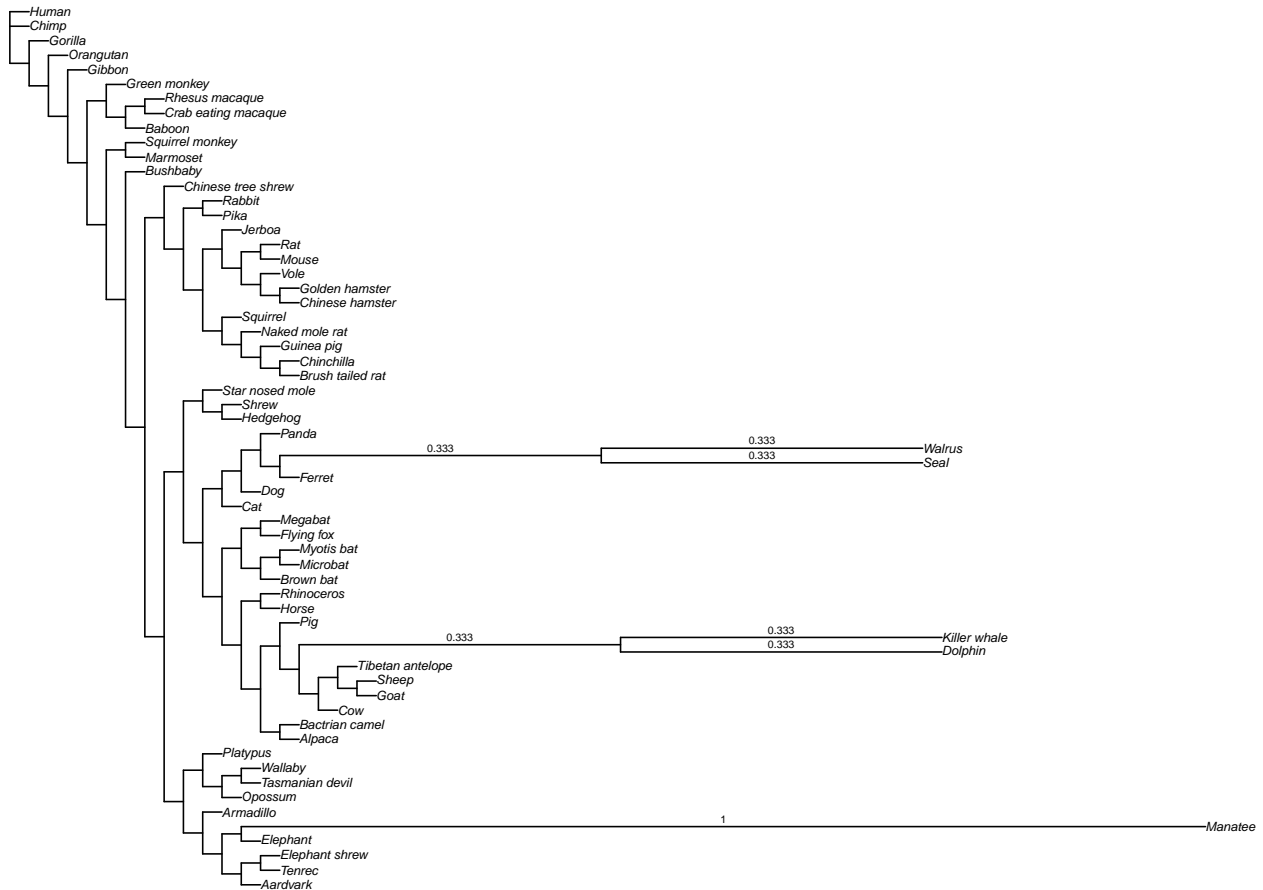 Human
Chimp
Gorilla
Orangutan
Gibbon
Green monkey
Rhesus macaque
Crab eating macaque
Baboon
Squirrel monkey
Marmoset
Bushbaby
Chinese tree shrew
Rabbit
Pika
Jerboa
Rat
Mouse
Vole
Golden hamster
Chinese hamster
Squirrel
Naked mole rat
Guinea pig
Chinchilla
Brush tailed rat
Star nosed mole
Shrew
Hedgehog
Panda
0.333
Walrus
0.333
0.333
Seal
Ferret
Dog
Cat
Megabat
Flying fox
Myotis bat
Microbat
Brown bat
Rhinoceros
Horse
Pig
0.333
Killer whale
0.333
0.333
Dolphin
Tibetan antelope
Sheep
Goat
Cow
Bactrian camel
Alpaca
Platypus
Wallaby
Tasmanian devil
Opossum
Armadillo
1
Manatee
Elephant
Elephant shrew
Tenrec
Aardvark